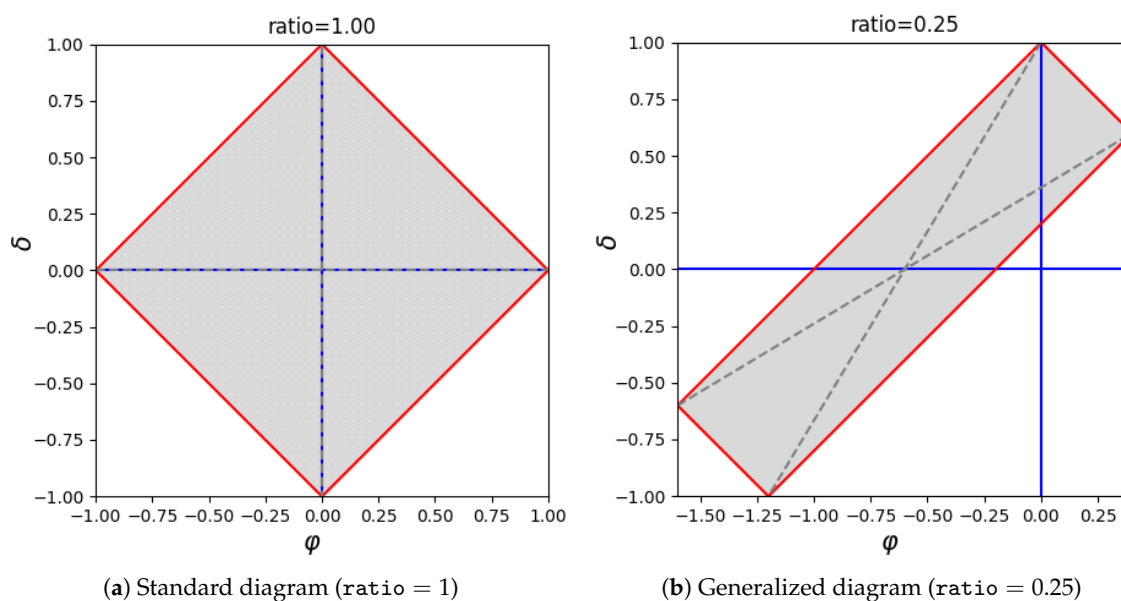 ratio=1.00
1.00
0.75
0.50
0.25
0.00
−0.25
−0.50
−0.75
−1.00
δ
−1.00 −0.75 −0.50 −0.25 0.00 0.25 0.50 0.75 1.00
φ
(a) Standard diagram (ratio = 1)
ratio=0.25
1.00
0.75
0.50
0.25
0.00
−0.25
−0.50
−0.75
−1.00
δ
−1.50 −1.25 −1.00 −0.75 −0.50 −0.25 0.00 0.25
φ
(b) Generalized diagram (ratio = 0.25)